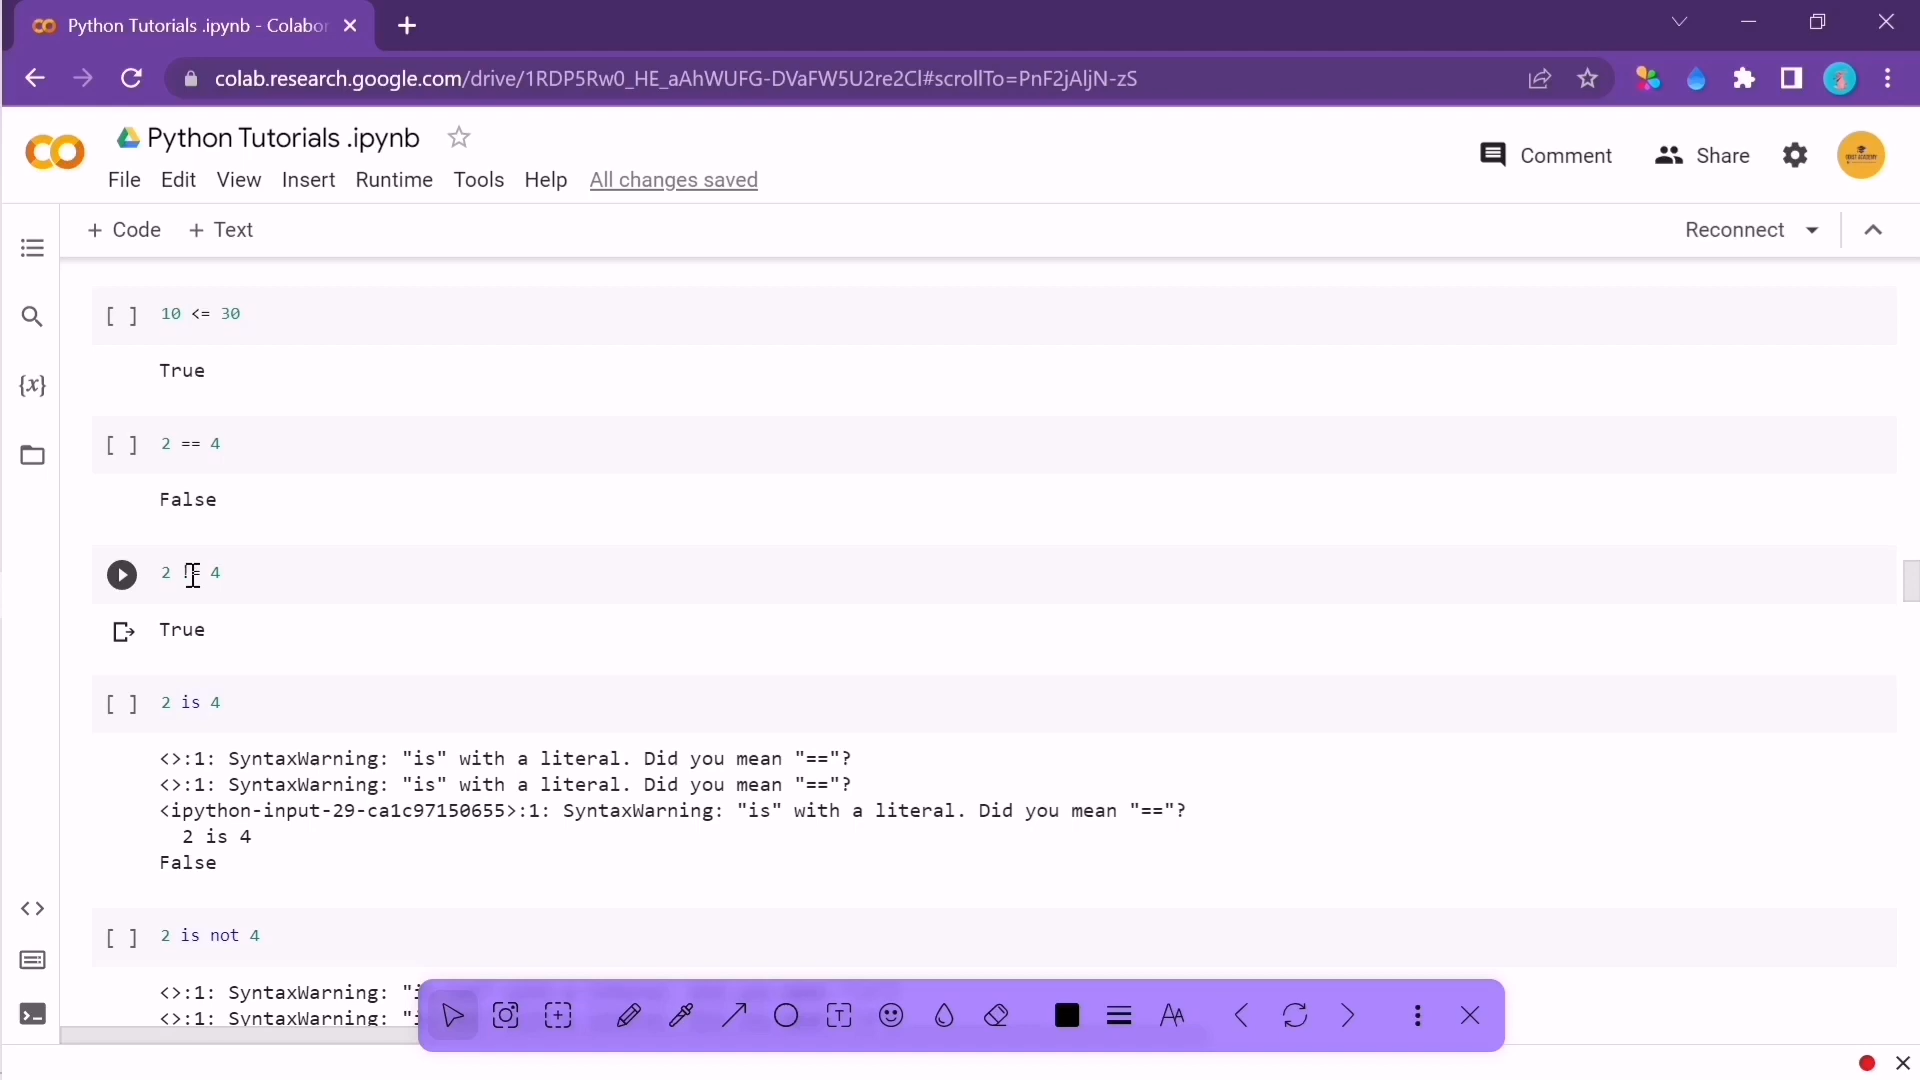 Python Tutorials .ipynb - Colabor
colab.research.google.com/drive/1RDP5Rw0_HE_aAhWUFG-DVaFW5U2re2Cl#scrollTo=PnF2jAljN-zS
Python Tutorials .ipynb
Comment Share
File Edit View Insert Runtime Tools Help All changes saved
+ Code + Text Reconnect
{x}
[ ] 10 <= 30
True
[ ] 2 == 4
False
2 != 4
True
[ ] 2 is 4
<>:1: SyntaxWarning: "is" with a literal. Did you mean "=="?
<>:1: SyntaxWarning: "is" with a literal. Did you mean "=="?
<ipython-input-29-ca1c97150655>:1: SyntaxWarning: "is" with a literal. Did you mean "=="?
2 is 4
False
[ ] 2 is not 4
<>:1: SyntaxWarning: "i
<>:1: SyntaxWarning: "i